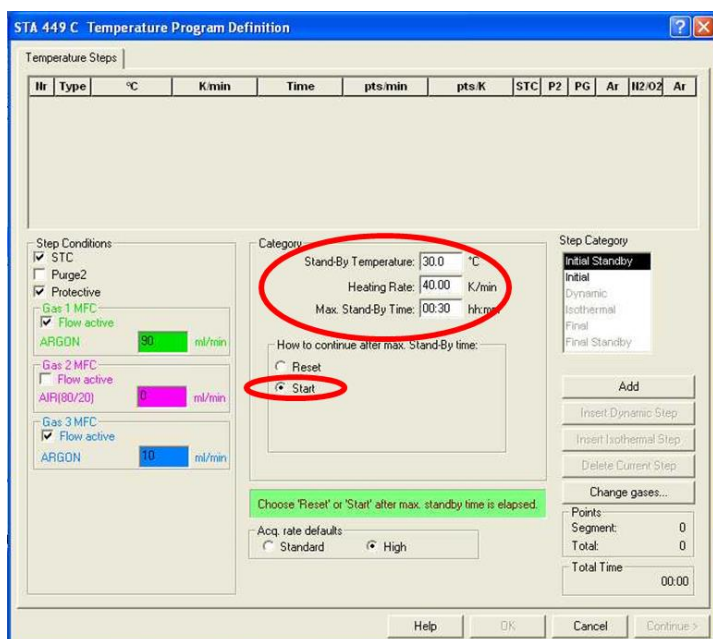 STA 449 C Temperature Program Definition
Temperature Steps
Nr Type °C K/min Time pts/min pts/K STC P2 PG Ar N2/O2 Ar
Step Conditions
STC
Purge2
Protective
Gas 1 MFC
Flow active
ARGON 90 ml/min
Gas 2 MFC
Flow active
AIR(80/20) 0 ml/min
Gas 3 MFC
Flow active
ARGON 10 ml/min
Category
Stand-By Temperature: 30.0 °C
Heating Rate: 40.00 K/min
Max. Stand-By Time: 00:30 hh:mm
How to continue after max. Stand-By time:
Reset
Start
Choose 'Reset' or 'Start' after max. standby time is elapsed.
Acq. rate defaults
Standard High
Step Category
Initial Standby
Initial
Dynamic
Isothermal
Final
Final Standby
Add
Insert Dynamic Step
Insert Isothermal Step
Delete Current Step
Change gases...
Points
Segment: 0
Total: 0
Total Time
00:00
Help OK Cancel Continue >